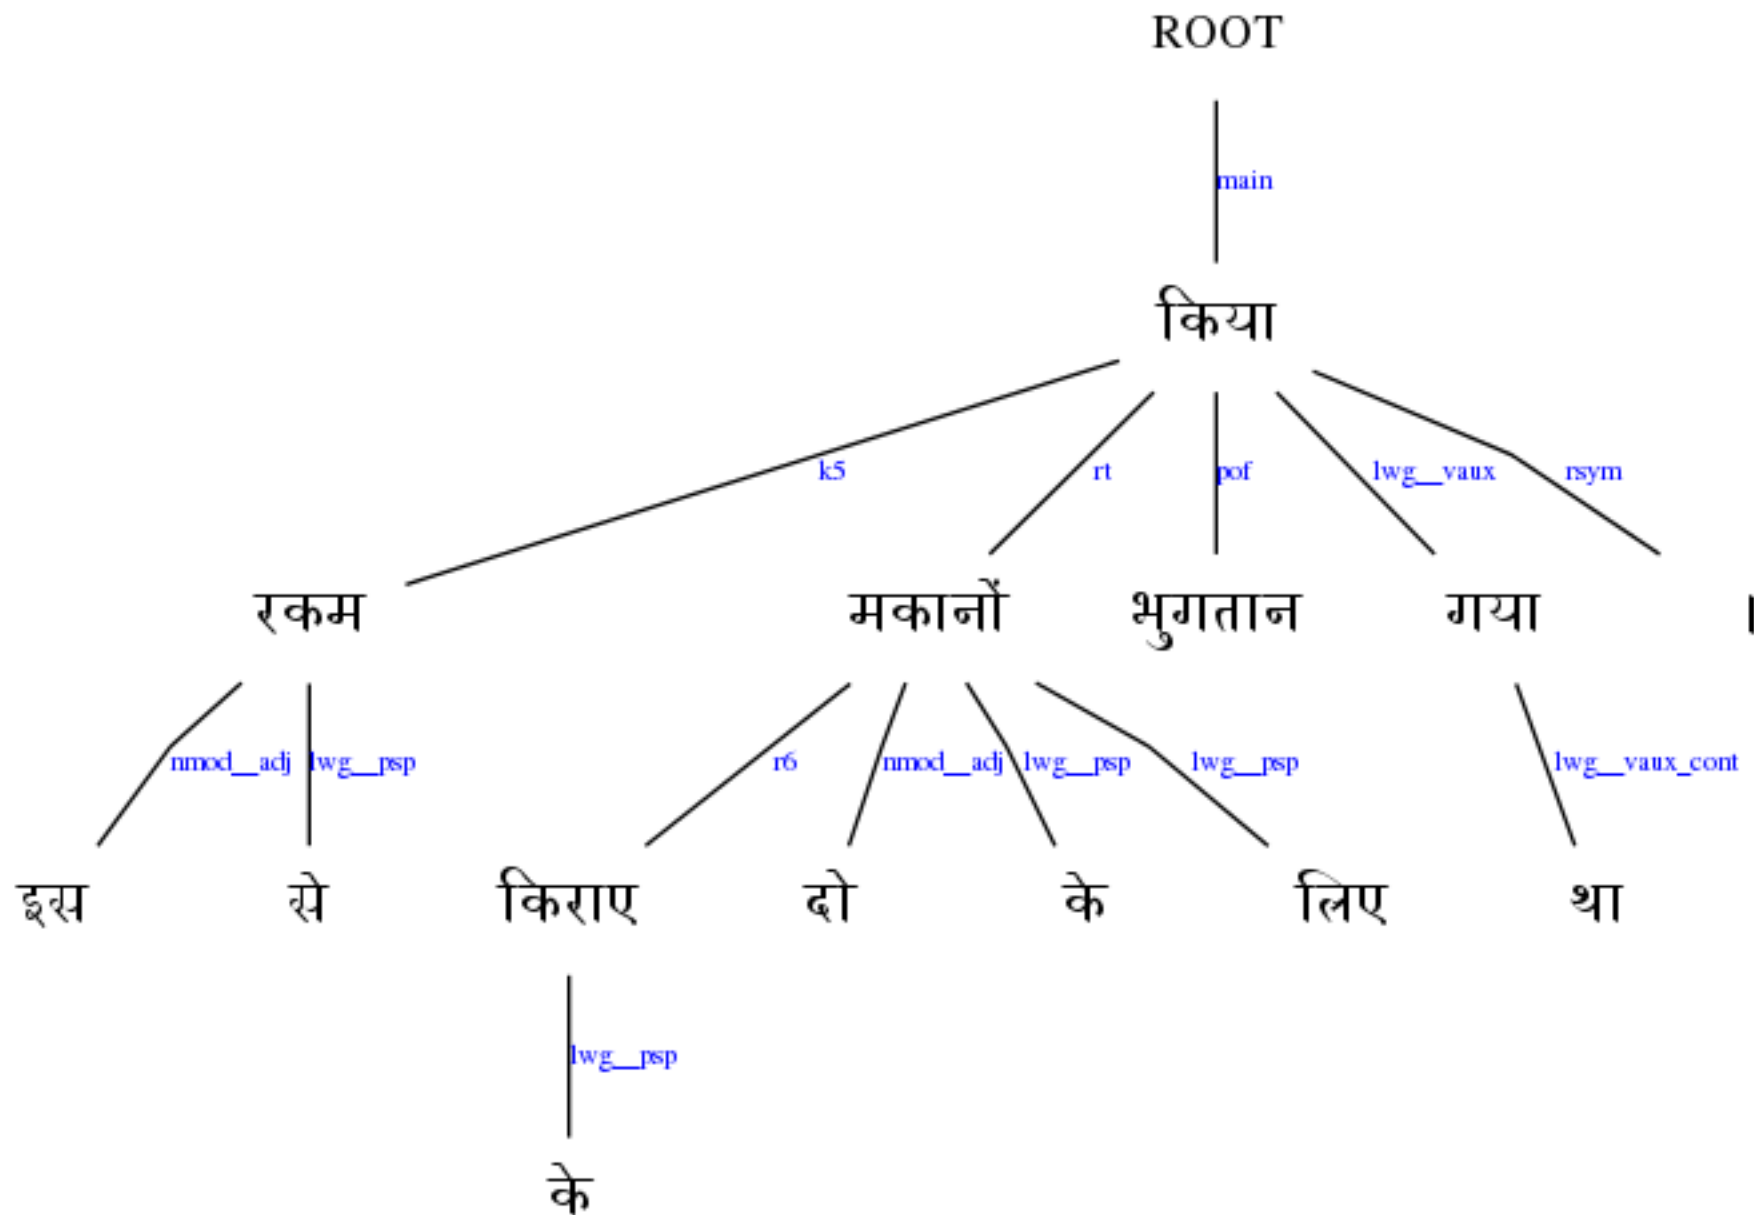 ROOT
main
किया
k5 rt pof lwg__vaux rsym
रकम मकानों भुगतान गया ।
nmod__adj lwg__psp r6 nmod__adj lwg__psp lwg__psp lwg__vaux_cont
इस से किराए दो के लिए था
lwg__psp
के